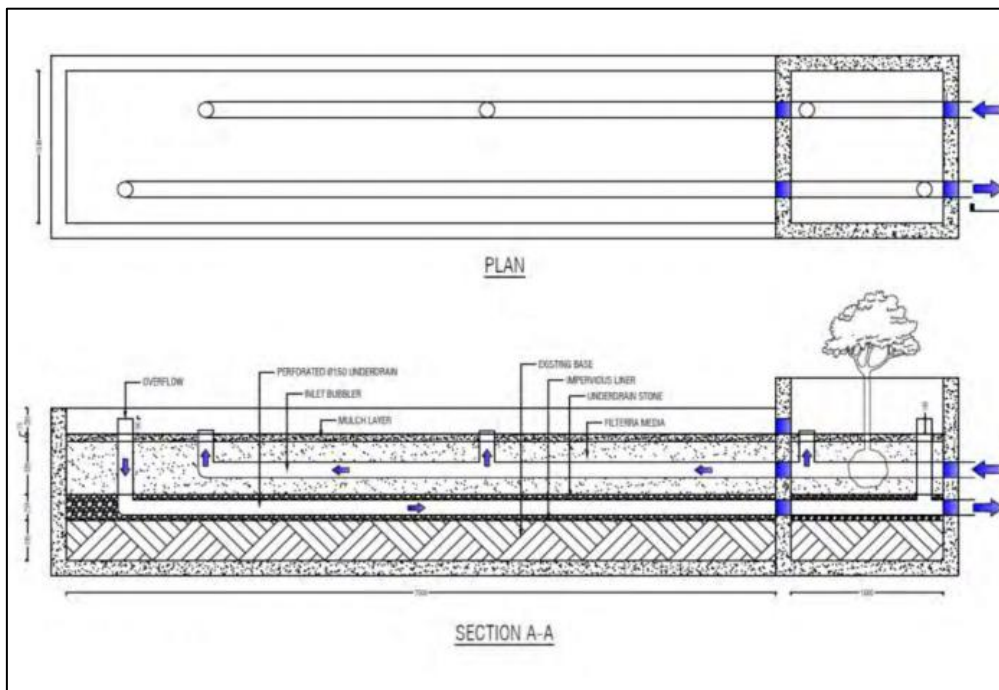 PLAN
EXISTING BASE
PERFORATED Ø150 UNDERDRAIN
IMPERVIOUS LINER
OVERFLOW
INLET BUBBLER
UNDERDRAIN STONE
MULCH LAYER
FILTERRA MEDIA
SECTION A-A